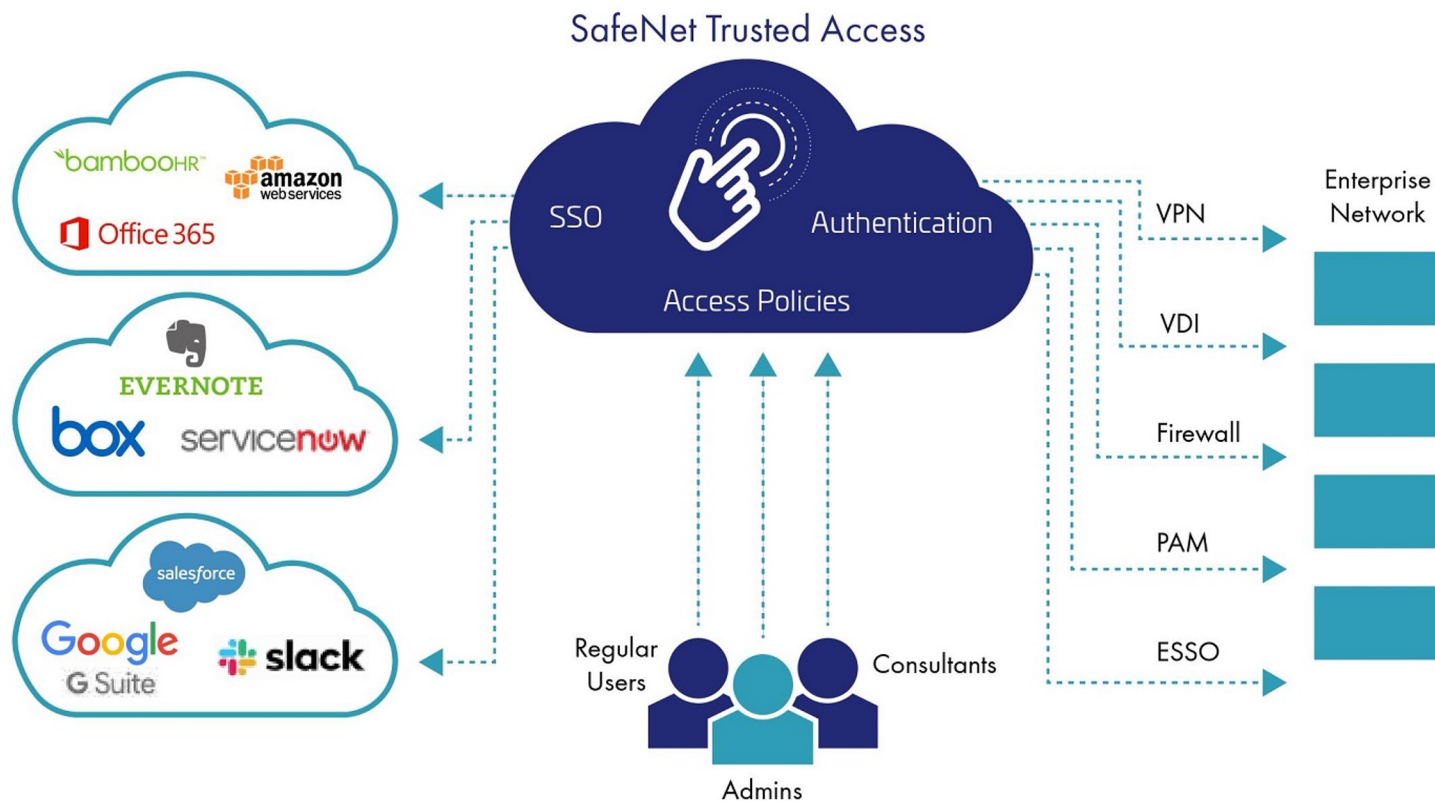 SafeNet Trusted Access
bambooHR™
amazon
web services
Office 365
EVERNOTE
box
servicenow
salesforce
Google
G Suite
slack
SSO
Authentication
Access Policies
Regular
Users
Consultants
Admins
VPN
VDI
Firewall
PAM
ESSO
Enterprise
Network